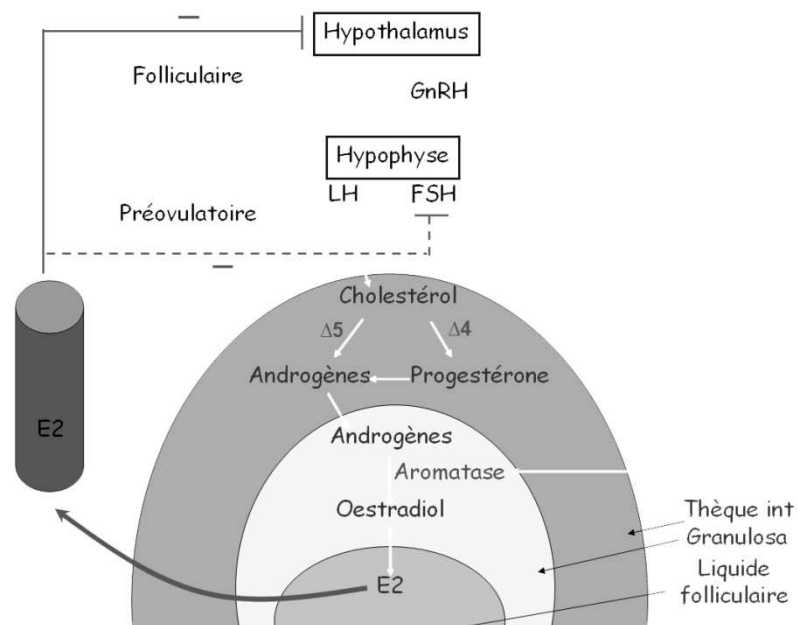 –
Hypothalamus
Folliculaire
GnRH
Hypophyse
LH FSH
Préovulatoire
–
Cholestérol
Δ5 Δ4
Androgènes Progestérone
E2
Androgènes
Aromatase
Oestradiol
Thèque int
Granulosa
Liquide
folliculaire
E2